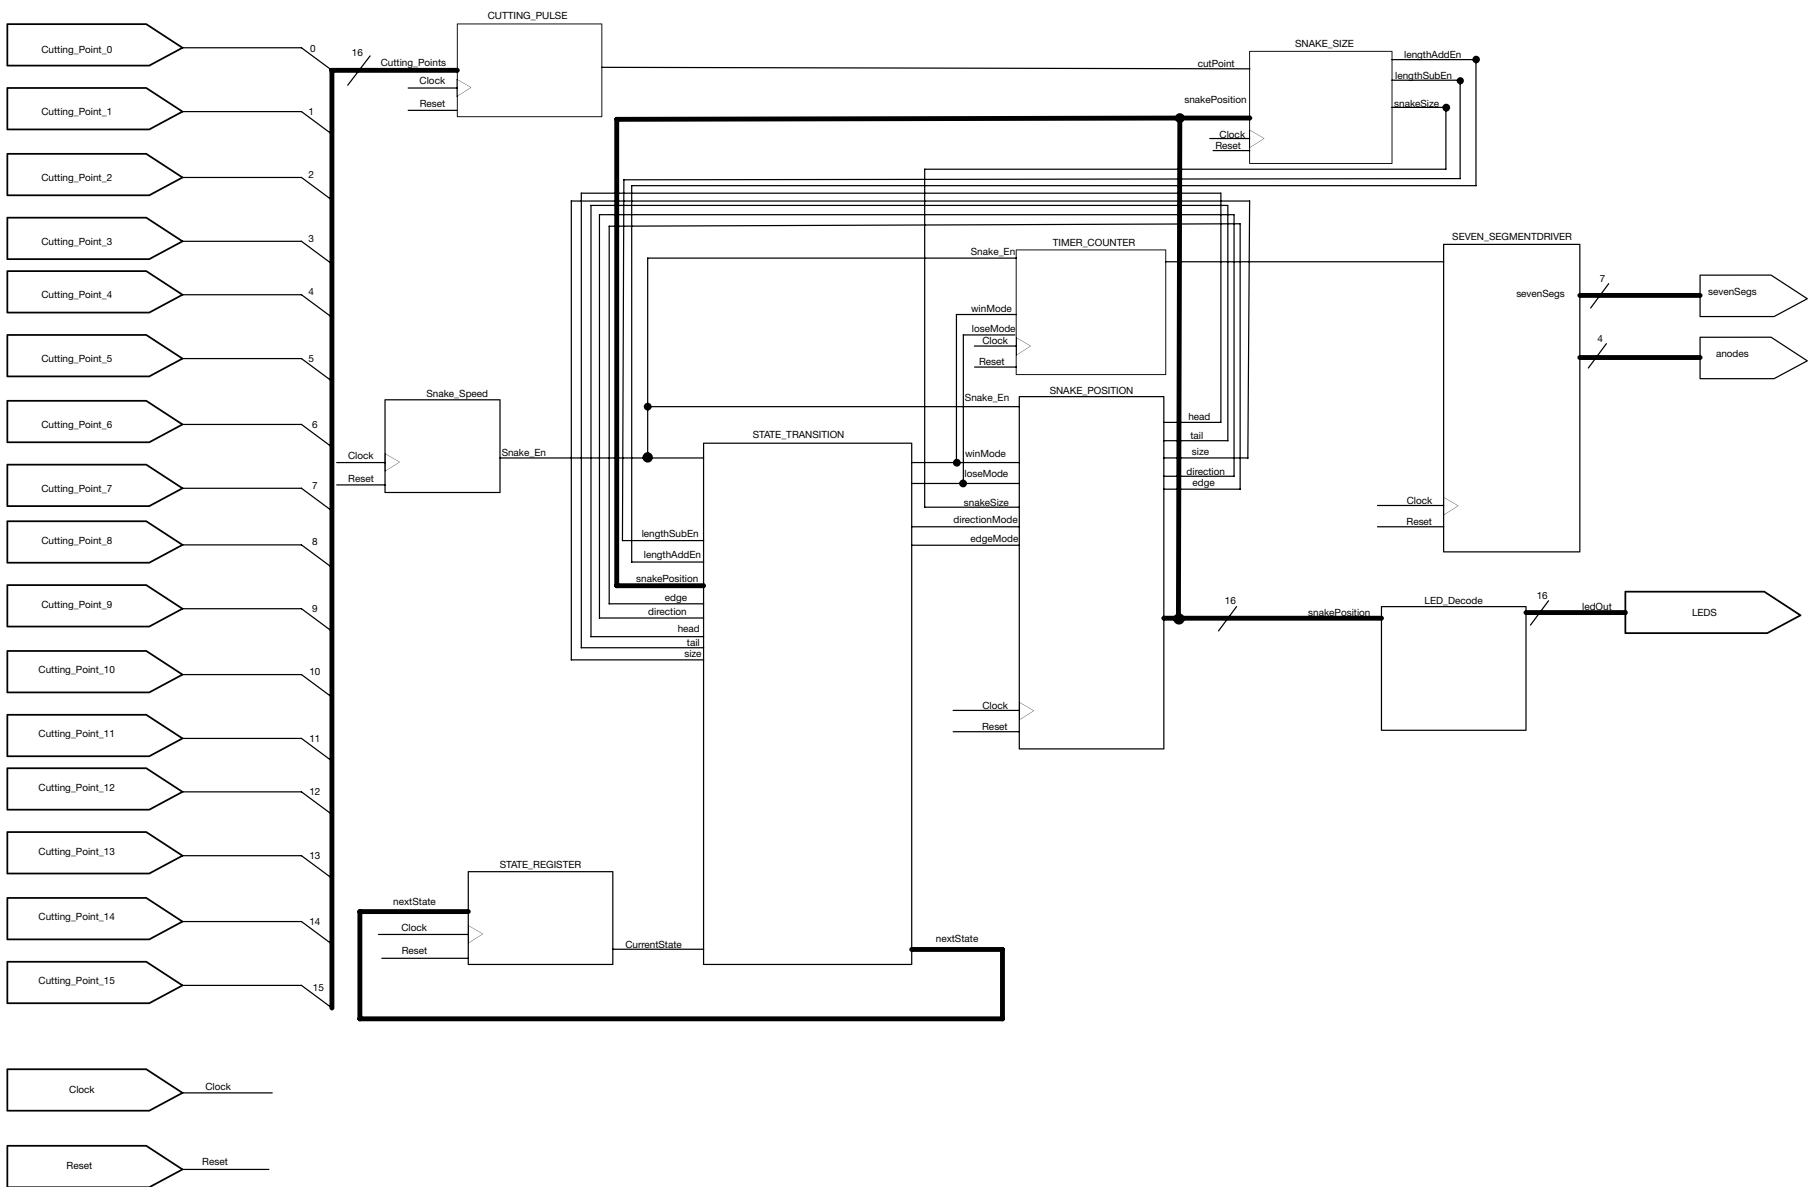 CUTTING_PULSE
Cutting_Point_0
0
16
Cutting_Points
Clock
Reset
cutPoint
SNAKE_SIZE
lengthAddEn
lengthSubEn
snakeSize
snakePosition
Clock
Reset
Cutting_Point_1
1
Cutting_Point_2
2
Cutting_Point_3
3
Cutting_Point_4
4
Cutting_Point_5
5
Cutting_Point_6
6
Cutting_Point_7
7
Cutting_Point_8
8
Cutting_Point_9
9
Cutting_Point_10
10
Cutting_Point_11
11
Cutting_Point_12
12
Cutting_Point_13
13
Cutting_Point_14
14
Cutting_Point_15
15
TIMER_COUNTER
Snake_En
winMode
loseMode
Clock
Reset
SEVEN_SEGMENTDRIVER
sevenSegs
7
sevenSegs
4
anodes
Clock
Reset
Snake_Speed
Clock
Reset
Snake_En
STATE_TRANSITION
lengthSubEn
lengthAddEn
snakePosition
edge
direction
head
tail
size
SNAKE_POSITION
Snake_En
winMode
loseMode
snakeSize
directionMode
edgeMode
head
tail
size
direction
edge
Clock
Reset
16
snakePosition
LED_Decode
16
ledOut
LEDS
STATE_REGISTER
nextState
Clock
Reset
CurrentState
nextState
Clock
Clock
Reset
Reset